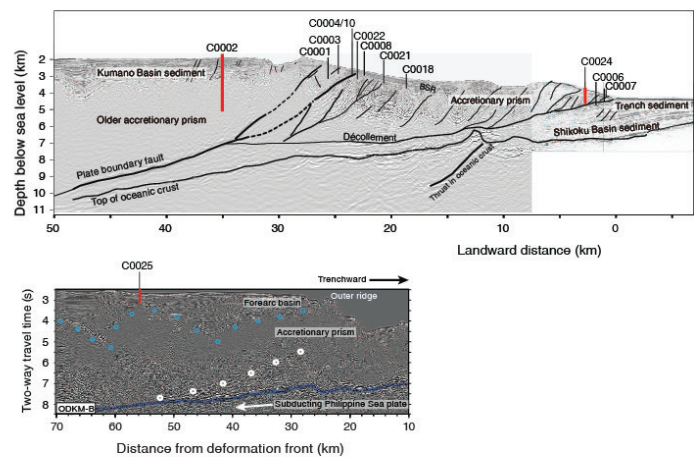 C0004/10
C0002
C0003
C0022
C0001
C0008
C0021
C0018
C0024
C0006
C0007
Depth below sea level (km)
2
3
4
5
6
7
8
9
10
11
Kumano Basin sediment
BSR
Older accretionary prism
Accretionary prism
Trench sediment
Décollement
Shikoku Basin sediment
Plate boundary fault
Top of oceanic crust
Thrust in oceanic crust
50 40 30 20 10 0
Landward distance (km)
C0025
Trenchward
Two-way travel time (s)
3
4
5
6
7
8
Outer ridge
Forearc basin
Accretionary prism
ODKM-B
Subducting Philippine Sea plate
70 60 50 40 30 20 10
Distance from deformation front (km)